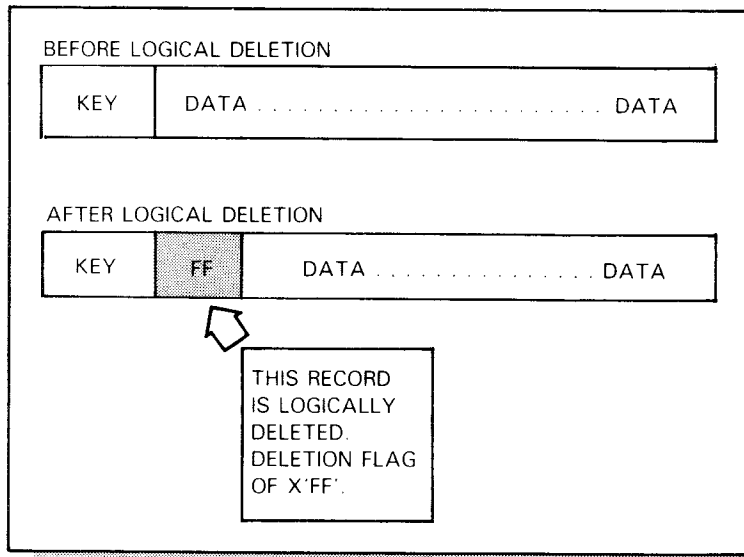 BEFORE LOGICAL DELETION
KEY DATA . . . . . . . . . . . . . . . . . . . . . . . . DATA
AFTER LOGICAL DELETION
KEY FF DATA . . . . . . . . . . . . . . . DATA
THIS RECORD
IS LOGICALLY
DELETED.
DELETION FLAG
OF X'FF'.